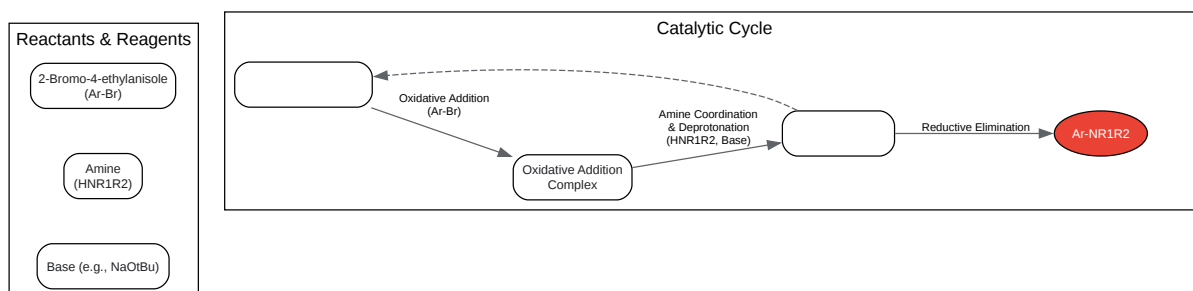 Reactants & Reagents
2-Bromo-4-ethylanisole
(Ar-Br)
Amine
(HNR1R2)
Base (e.g., NaOtBu)
Catalytic Cycle
Oxidative Addition
(Ar-Br)
Oxidative Addition
Complex
Amine Coordination
& Deprotonation
(HNR1R2, Base)
Reductive Elimination
Ar-NR1R2